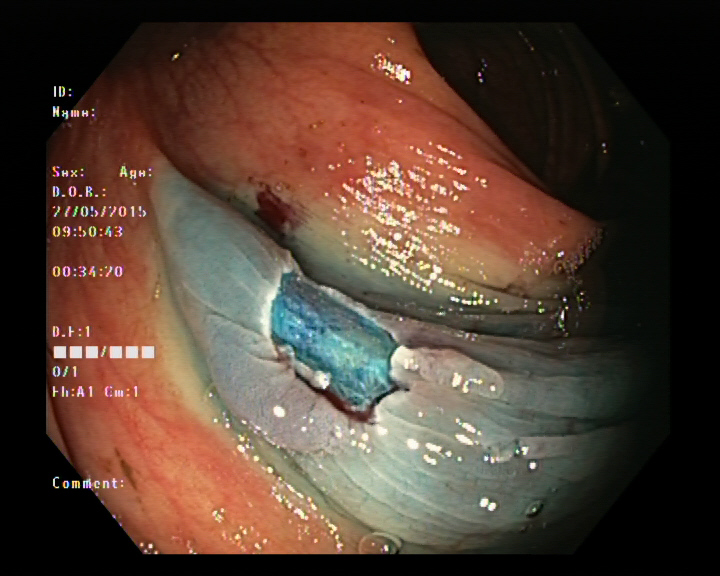 ID:
Name:
Sex: Age:
D.O.B.:
27/05/2015
09:50:43
00:34:20
D.F:1
■■■/■■■
0/1
Eh:A1 Cm:1
Comment: